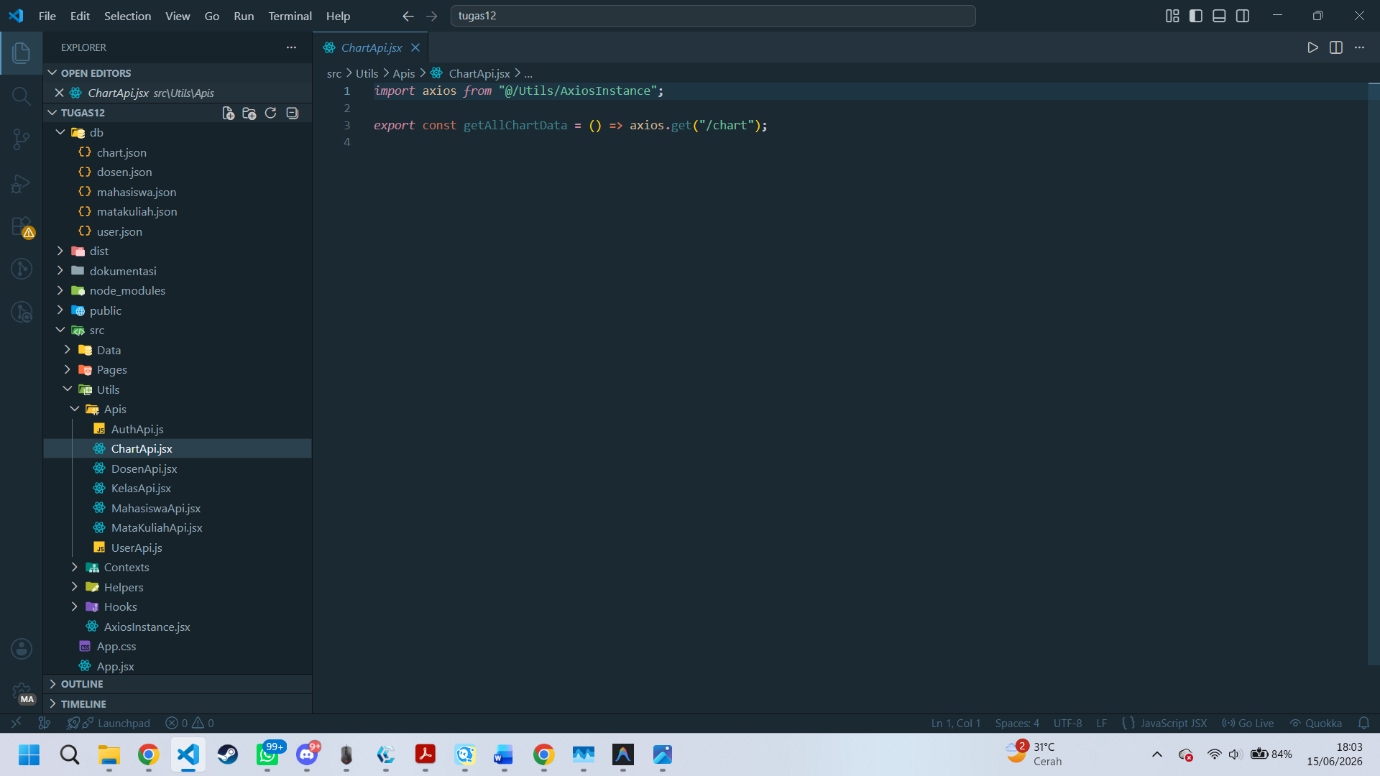 File Edit Selection View Go Run Terminal Help
tugas12
EXPLORER
OPEN EDITORS
ChartApi.jsx src\Utils\Apis
TUGAS12
db
chart.json
dosen.json
mahasiswa.json
matakuliah.json
user.json
dist
dokumentasi
node_modules
public
src
Data
Pages
Utils
Apis
AuthApi.js
ChartApi.jsx
DosenApi.jsx
KelasApi.jsx
MahasiswaApi.jsx
MataKuliahApi.jsx
UserApi.js
Contexts
Helpers
Hooks
AxiosInstance.jsx
App.css
App.jsx
OUTLINE
TIMELINE
MA
ChartApi.jsx
src > Utils > Apis > ChartApi.jsx > ...
1 import axios from "@/Utils/AxiosInstance";
2
3 export const getAllChartData = () => axios.get("/chart");
4
Launchpad 0 0
Ln 1, Col 1 Spaces: 4 UTF-8 LF JavaScript JSX Go Live Quokka
99+
9+
2
31°C
Cerah
84%
18:03
15/06/2026